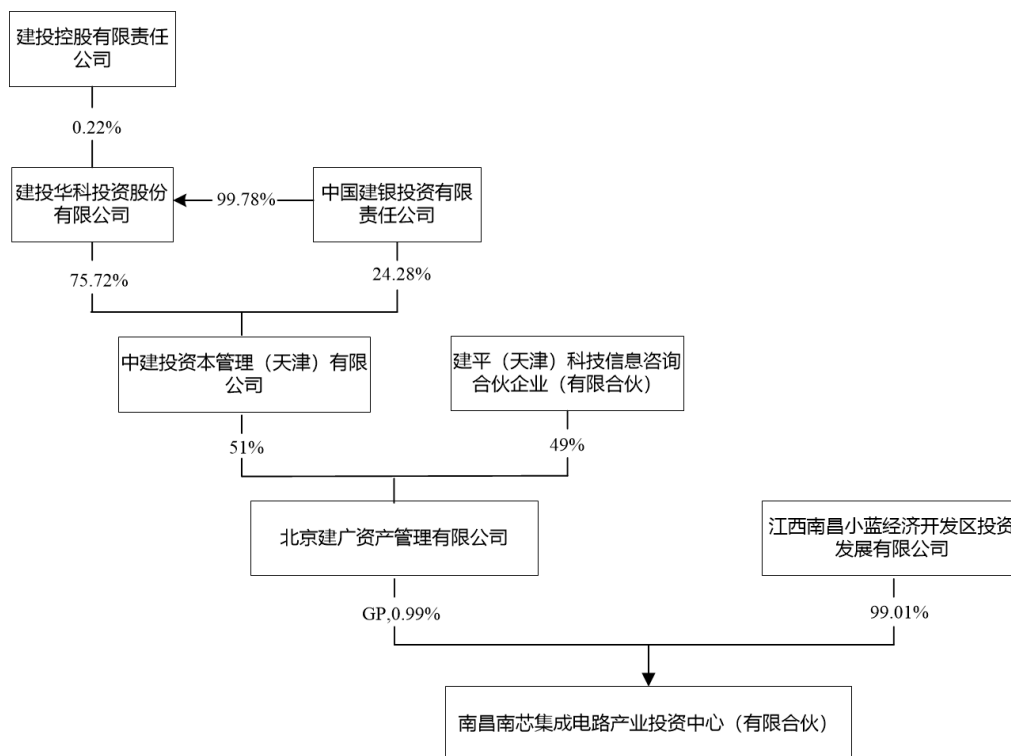 建投控股有限责任
公司
0.22%
建投华科投资股份
有限公司
99.78%
中国建银投资有限
责任公司
75.72%
24.28%
中建投资本管理（天津）有限
公司
建平（天津）科技信息咨询
合伙企业（有限合伙）
51%
49%
北京建广资产管理有限公司
江西南昌小蓝经济开发区投资
发展有限公司
GP,0.99%
99.01%
南昌南芯集成电路产业投资中心（有限合伙）